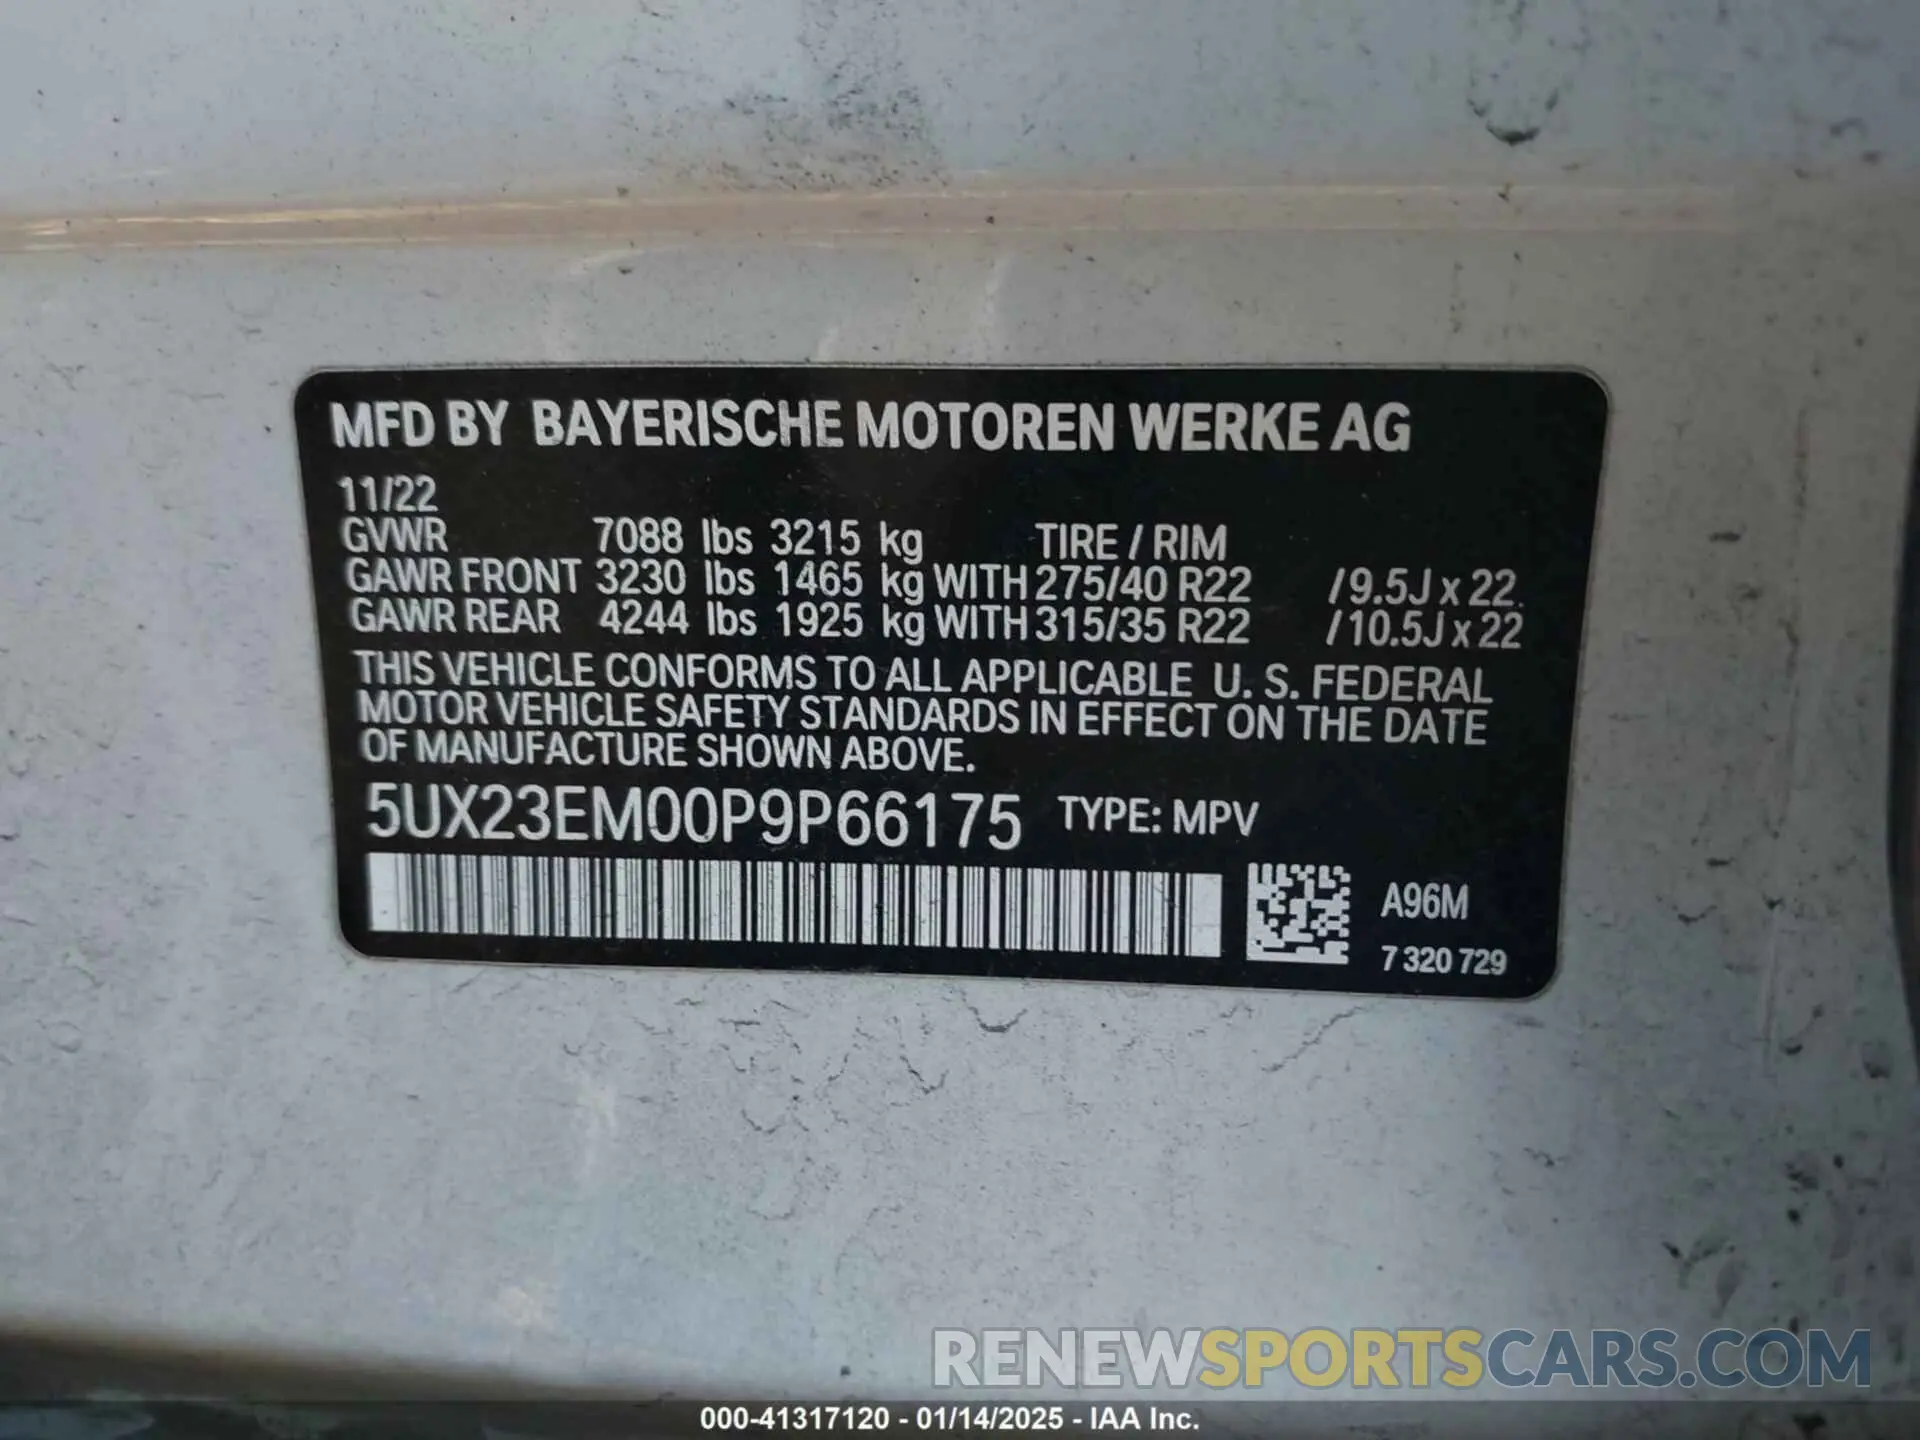 MFD BY BAYERISCHE MOTOREN WERKE AG
11/22
GVWR 7088 lbs 3215 kg TIRE / RIM
GAWR FRONT 3230 lbs 1465 kg WITH 275/40 R22 /9.5J x 22
GAWR REAR 4244 lbs 1925 kg WITH 315/35 R22 /10.5J x 22
THIS VEHICLE CONFORMS TO ALL APPLICABLE U. S. FEDERAL
MOTOR VEHICLE SAFETY STANDARDS IN EFFECT ON THE DATE
OF MANUFACTURE SHOWN ABOVE.
5UX23EM00P9P66175 TYPE: MPV
A96M
7 320 729
RENEWSPORTSCARS.COM
000-41317120 - 01/14/2025 - IAA Inc.